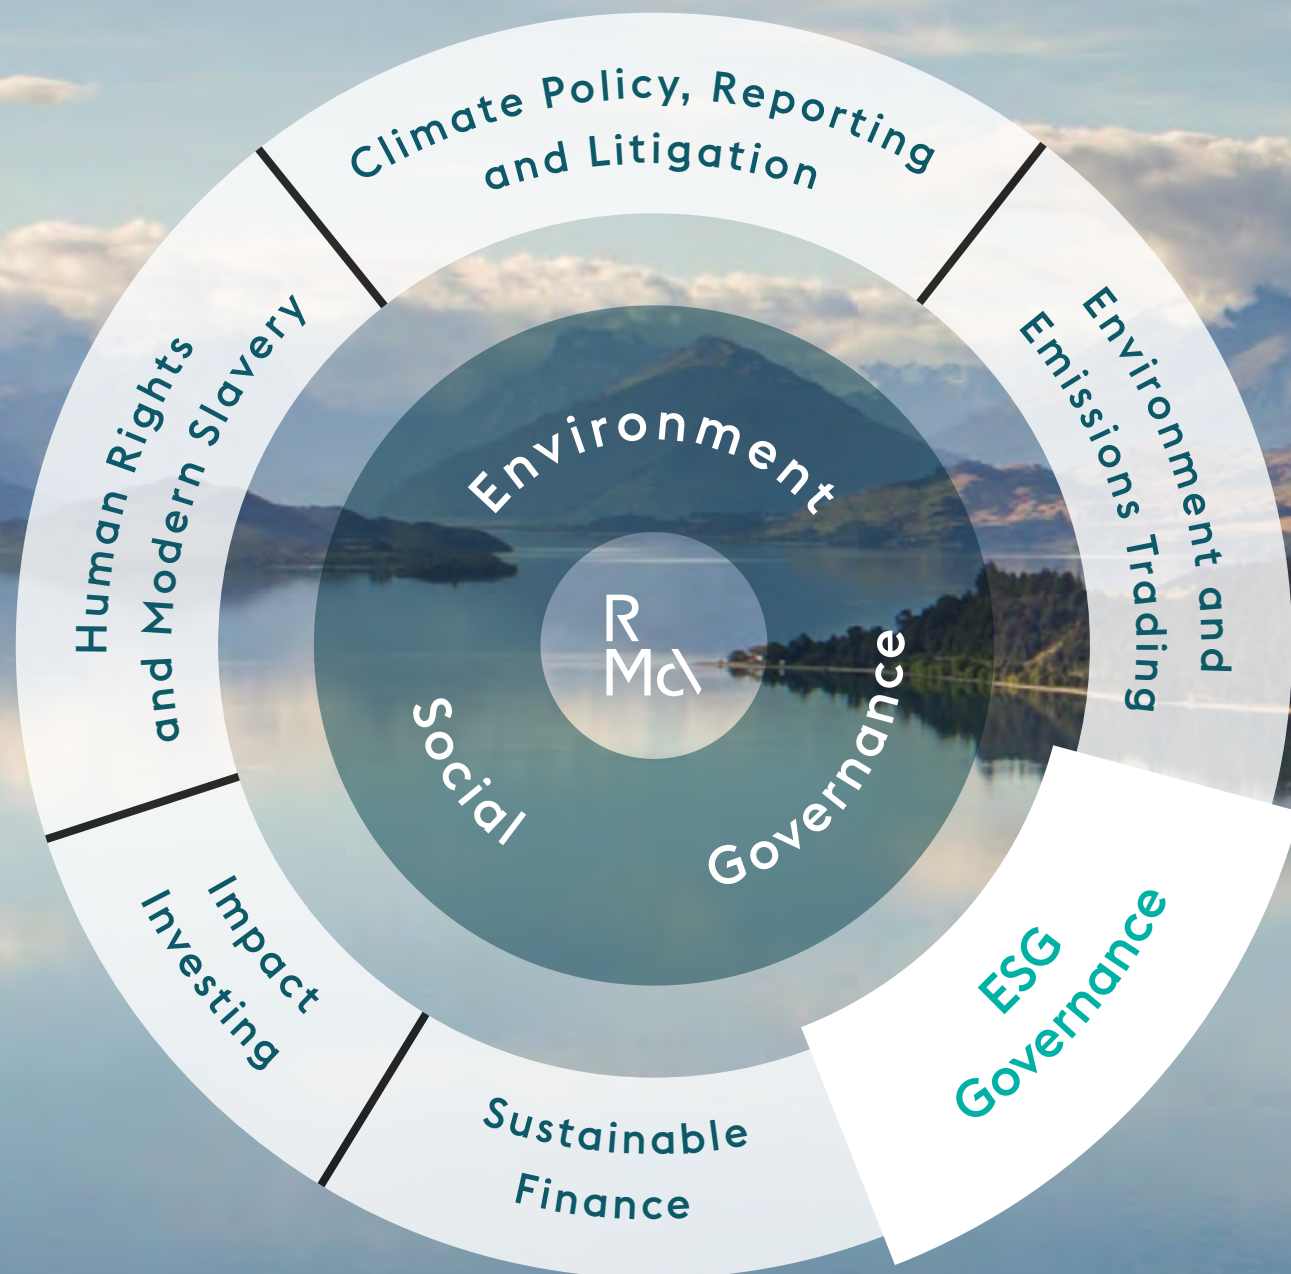 Climate Policy, Reporting
and Litigation
Environment and
Emissions Trading
ESG
Governance
Sustainable
Finance
Impact
Investing
Human Rights
and Modern Slavery
Environment
Governance
Social
R
Mc